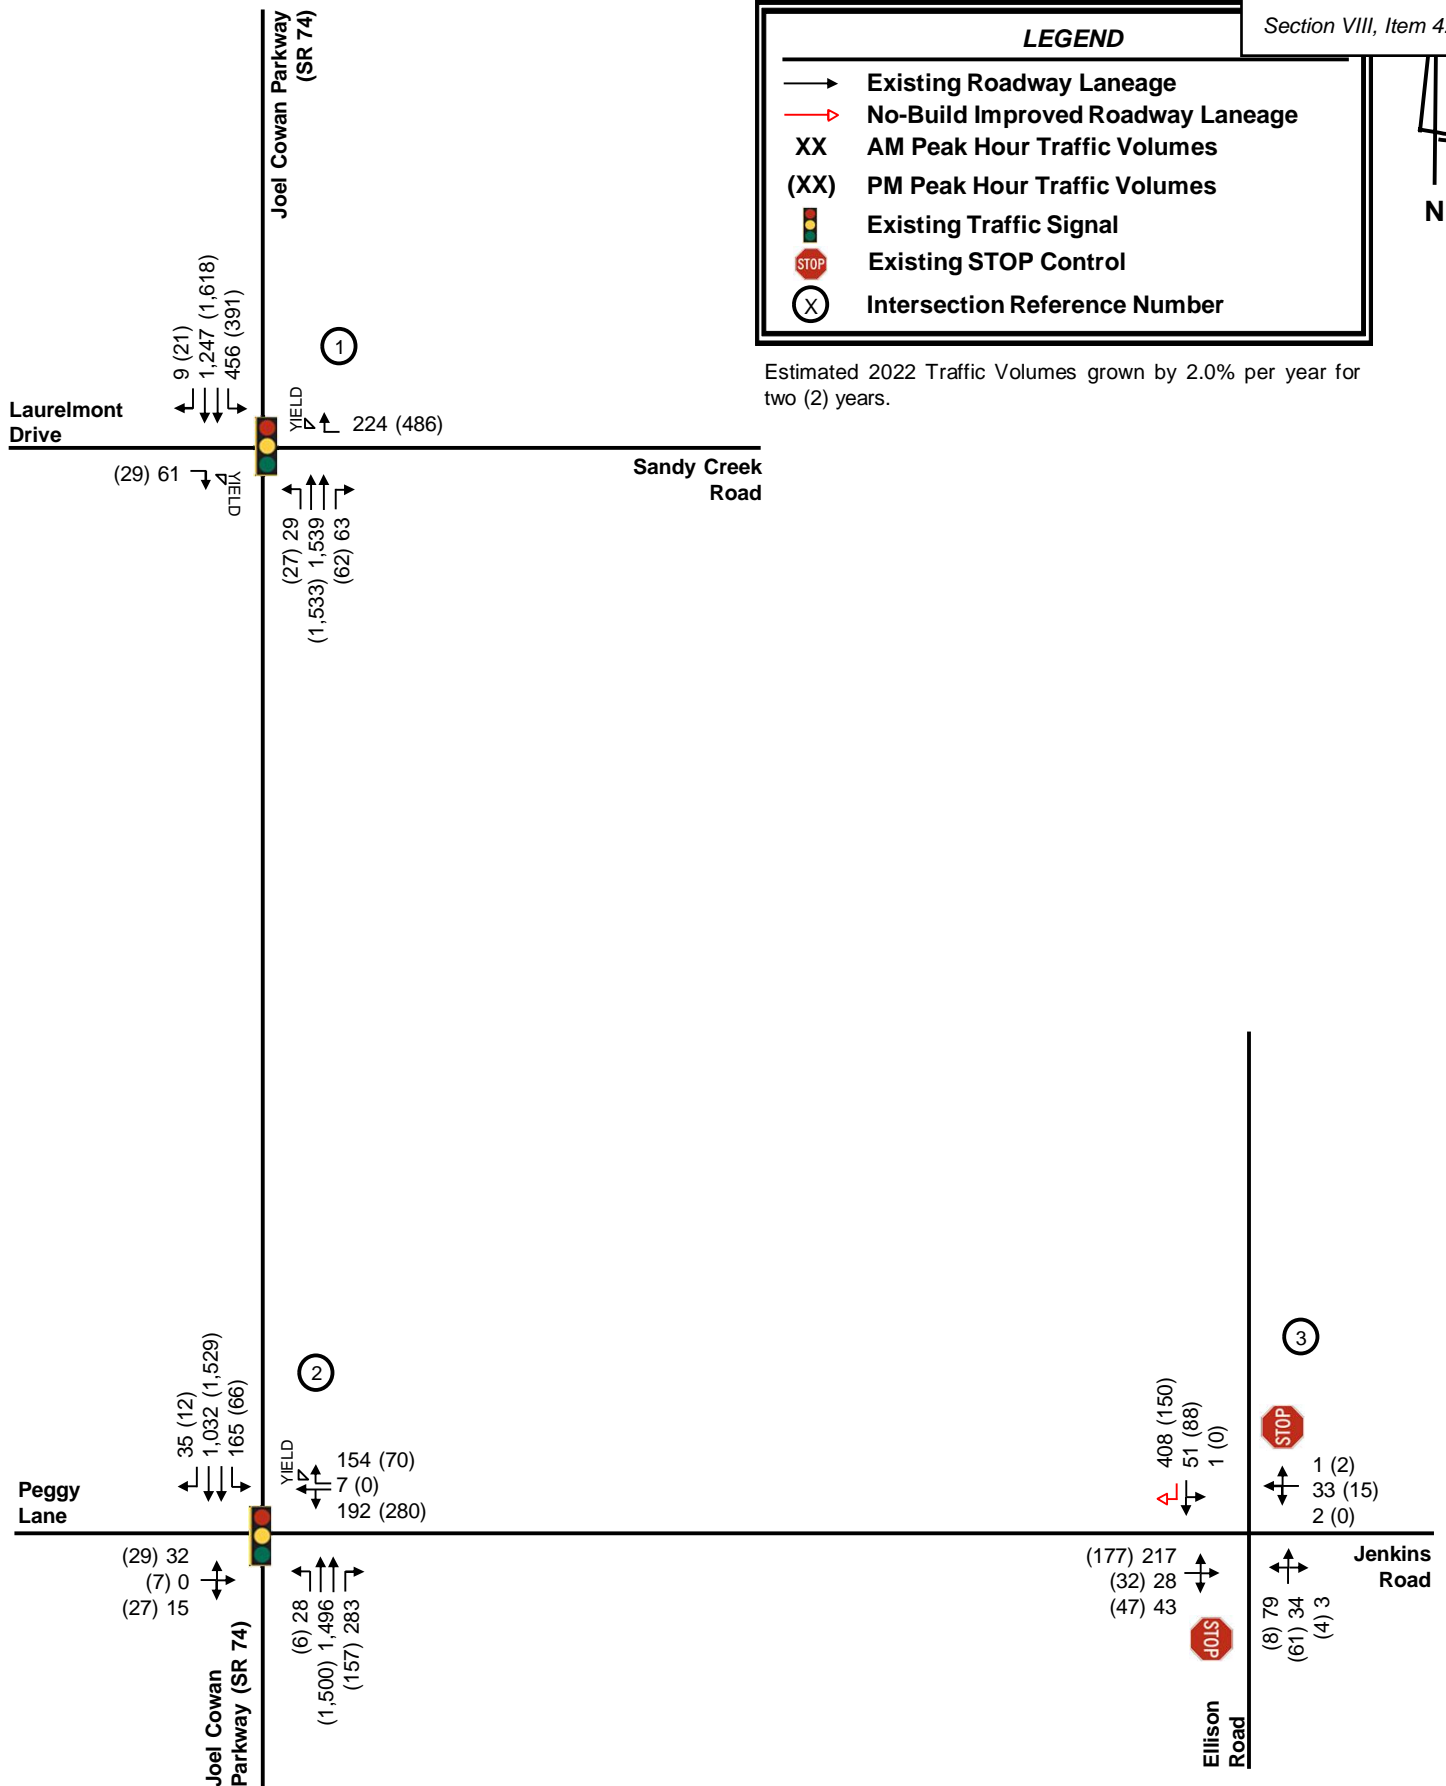 Section VIII, Item 4.
LEGEND
Existing Roadway Laneage
No-Build Improved Roadway Laneage
XX AM Peak Hour Traffic Volumes
(XX) PM Peak Hour Traffic Volumes
Existing Traffic Signal
STOP Existing STOP Control
X Intersection Reference Number
N
Estimated 2022 Traffic Volumes grown by 2.0% per year for
two (2) years.
Joel Cowan Parkway
(SR 74)
9 (21)
1,247 (1,618)
456 (391)
1
YIELD
224 (486)
Laurelmont
Drive
(29) 61
YIELD
Sandy Creek
Road
(27) 29
(1,533) 1,539
(62) 63
35 (12)
1,032 (1,529)
165 (66)
2
YIELD
154 (70)
7 (0)
192 (280)
Peggy
Lane
(29) 32
(7) 0
(27) 15
(6) 28
(1,500) 1,496
(157) 283
Joel Cowan
Parkway (SR 74)
3
408 (150)
51 (88)
1 (0)
STOP
1 (2)
33 (15)
2 (0)
(177) 217
(32) 28
(47) 43
STOP
(8) 79
(61) 34
(4) 3
Jenkins
Road
Ellison
Road